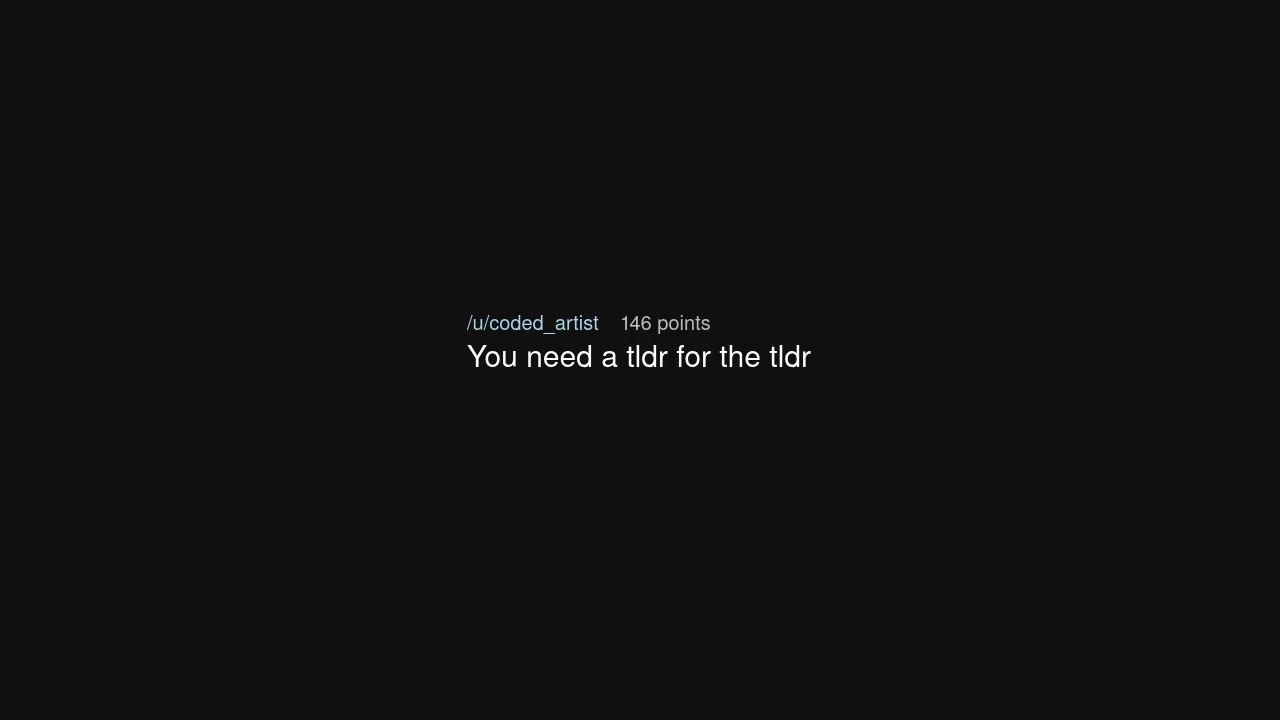 /u/coded_artist 146 points
You need a tldr for the tldr